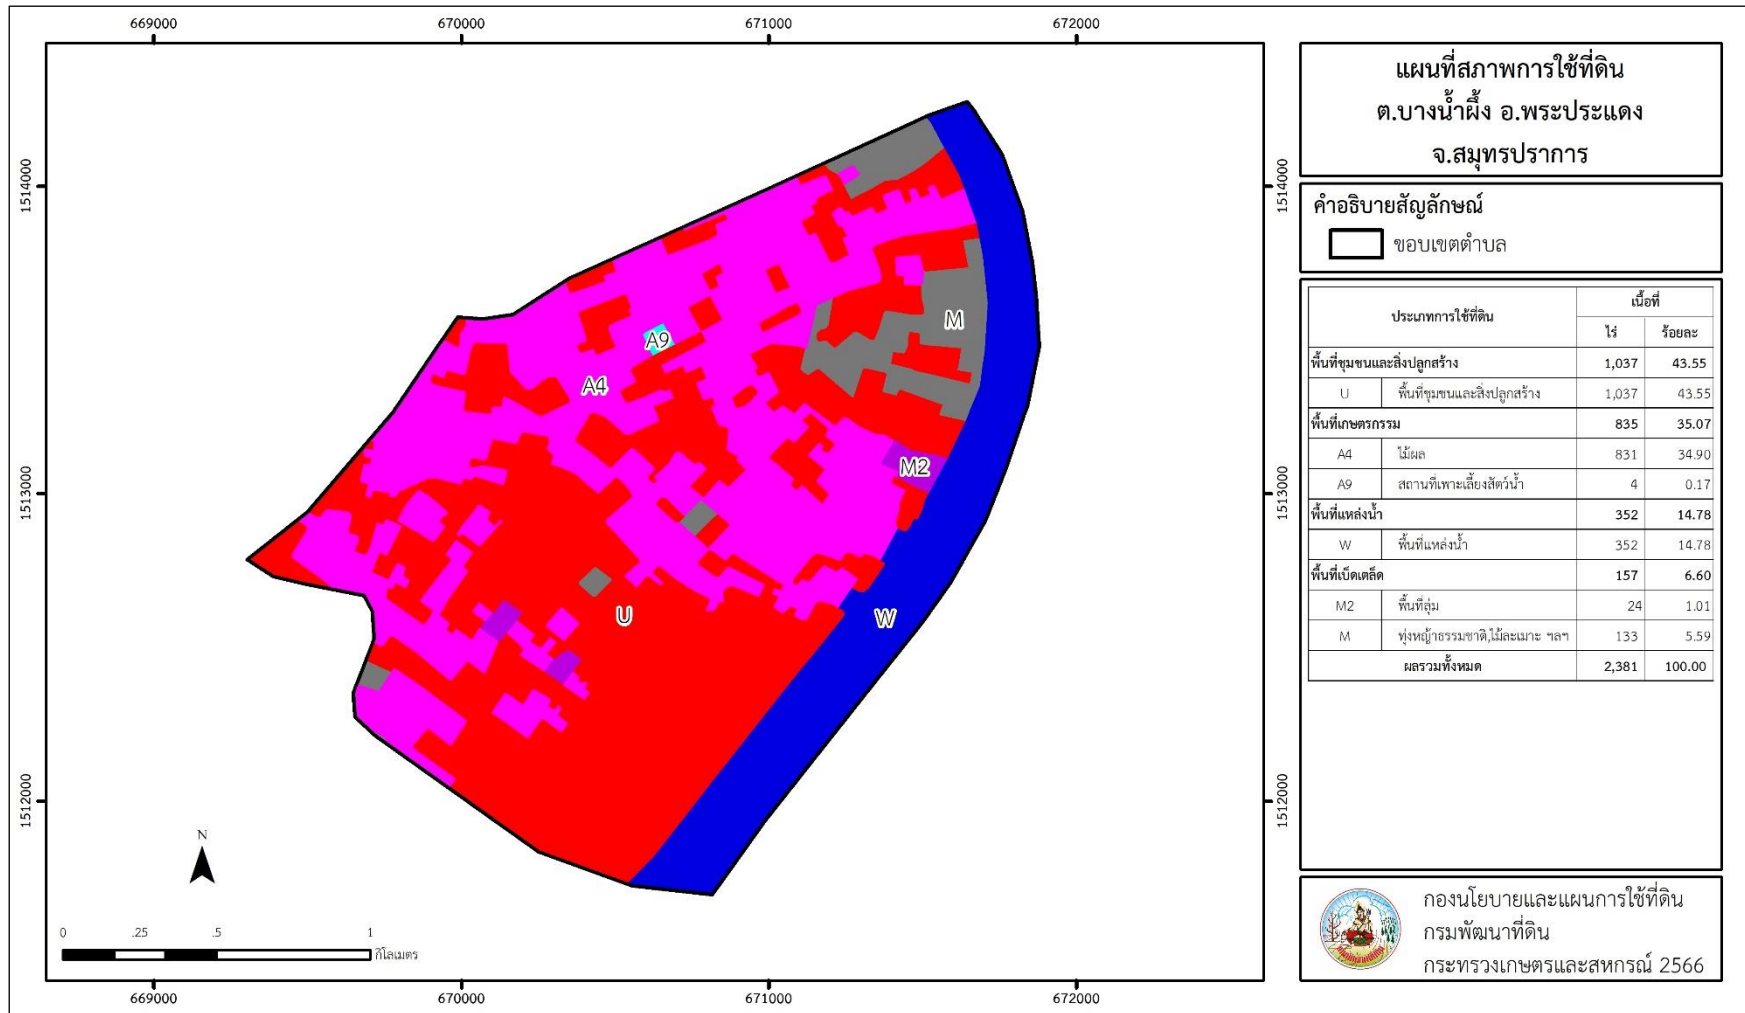 669000 670000 671000 672000
1514000
1513000
1512000
1514000
1513000
1512000
M
A9
A4
M2
U
W
N
0 .25 .5 1
กิโลเมตร
669000 670000 671000 672000
แผนที่สภาพการใช้ที่ดิน
ต.บางน้ำผึ้ง อ.พระประแดง
จ.สมุทรปราการ
คำอธิบายสัญลักษณ์
ขอบเขตตำบล
ประเภทการใช้ที่ดิน เนื้อที่
ไร่ ร้อยละ
พื้นที่ชุมชนและสิ่งปลูกสร้าง 1,037 43.55
U พื้นที่ชุมชนและสิ่งปลูกสร้าง 1,037 43.55
พื้นที่เกษตรกรรม 835 35.07
A4 ไม้ผล 831 34.90
A9 สถานที่เพาะเลี้ยงสัตว์น้ำ 4 0.17
พื้นที่แหล่งน้ำ 352 14.78
W พื้นที่แหล่งน้ำ 352 14.78
พื้นที่เบ็ดเตล็ด 157 6.60
M2 พื้นที่ลุ่ม 24 1.01
M ทุ่งหญ้าธรรมชาติ,ไม้ละเมาะ ฯลฯ 133 5.59
ผลรวมทั้งหมด 2,381 100.00
กองนโยบายและแผนการใช้ที่ดิน
กรมพัฒนาที่ดิน
กระทรวงเกษตรและสหกรณ์ 2566